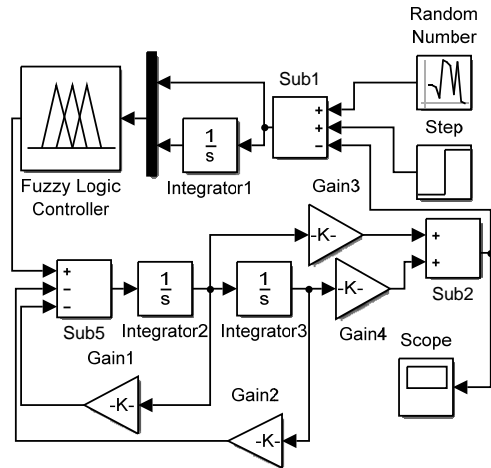 Random
Number
Sub1
+
+
−
Step
1
s
Integrator1
Fuzzy Logic
Controller
Gain3
-K-
+
+
Sub2
+
−
−
Sub5
1
s
Integrator2
1
s
Integrator3
-K-
Gain4
Scope
Gain1
-K-
Gain2
-K-